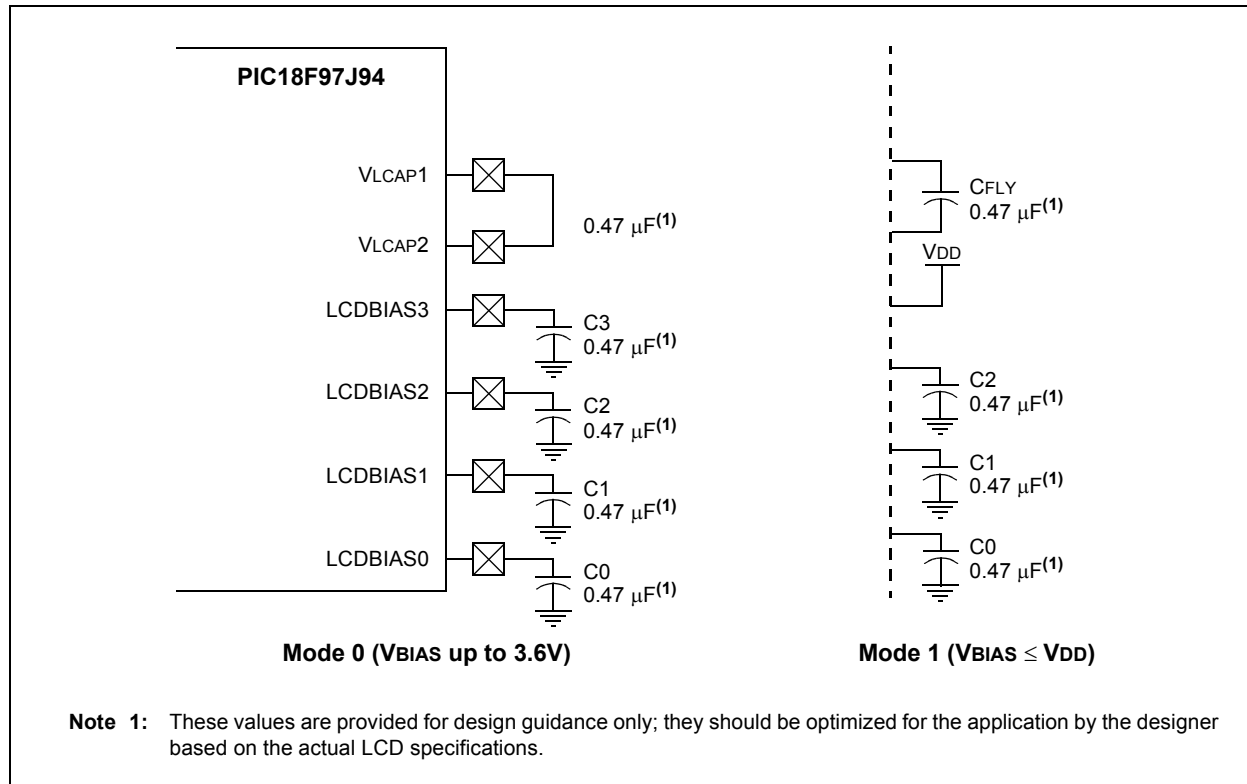 PIC18F97J94
VLCAP1
0.47 μF(1)
VLCAP2
LCDBIAS3
C3
0.47 μF(1)
LCDBIAS2
C2
0.47 μF(1)
LCDBIAS1
C1
0.47 μF(1)
LCDBIAS0
C0
0.47 μF(1)
Mode 0 (VBIAS up to 3.6V)
CFLY
0.47 μF(1)
VDD
C2
0.47 μF(1)
C1
0.47 μF(1)
C0
0.47 μF(1)
Mode 1 (VBIAS ≤ VDD)
Note 1: These values are provided for design guidance only; they should be optimized for the application by the designer
based on the actual LCD specifications.